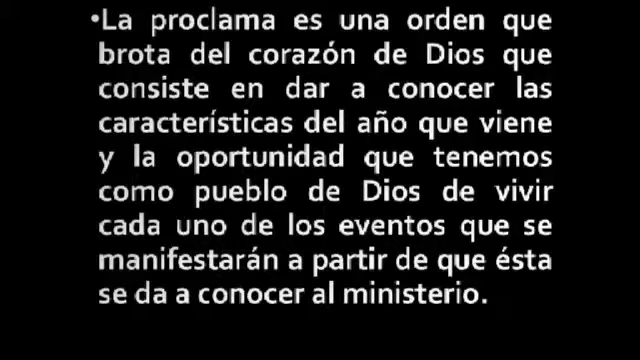 •La proclama es una orden que
brota del corazón de Dios que
consiste en dar a conocer las
características del año que viene
y la oportunidad que tenemos
como pueblo de Dios de vivir
cada uno de los eventos que se
manifestarán a partir de que ésta
se da a conocer al ministerio.